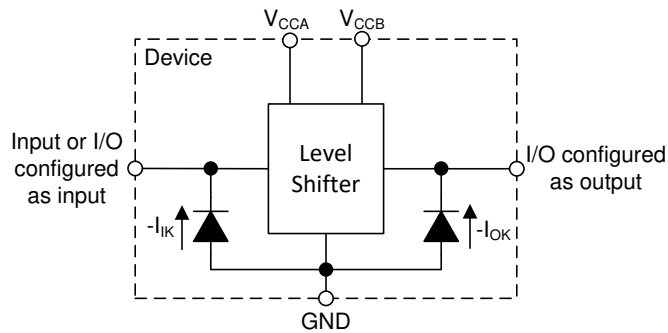 VCCA VCCB
Device
Input or I/O
configured
as input
Level
Shifter
I/O configured
as output
-IIK
-IOK
GND